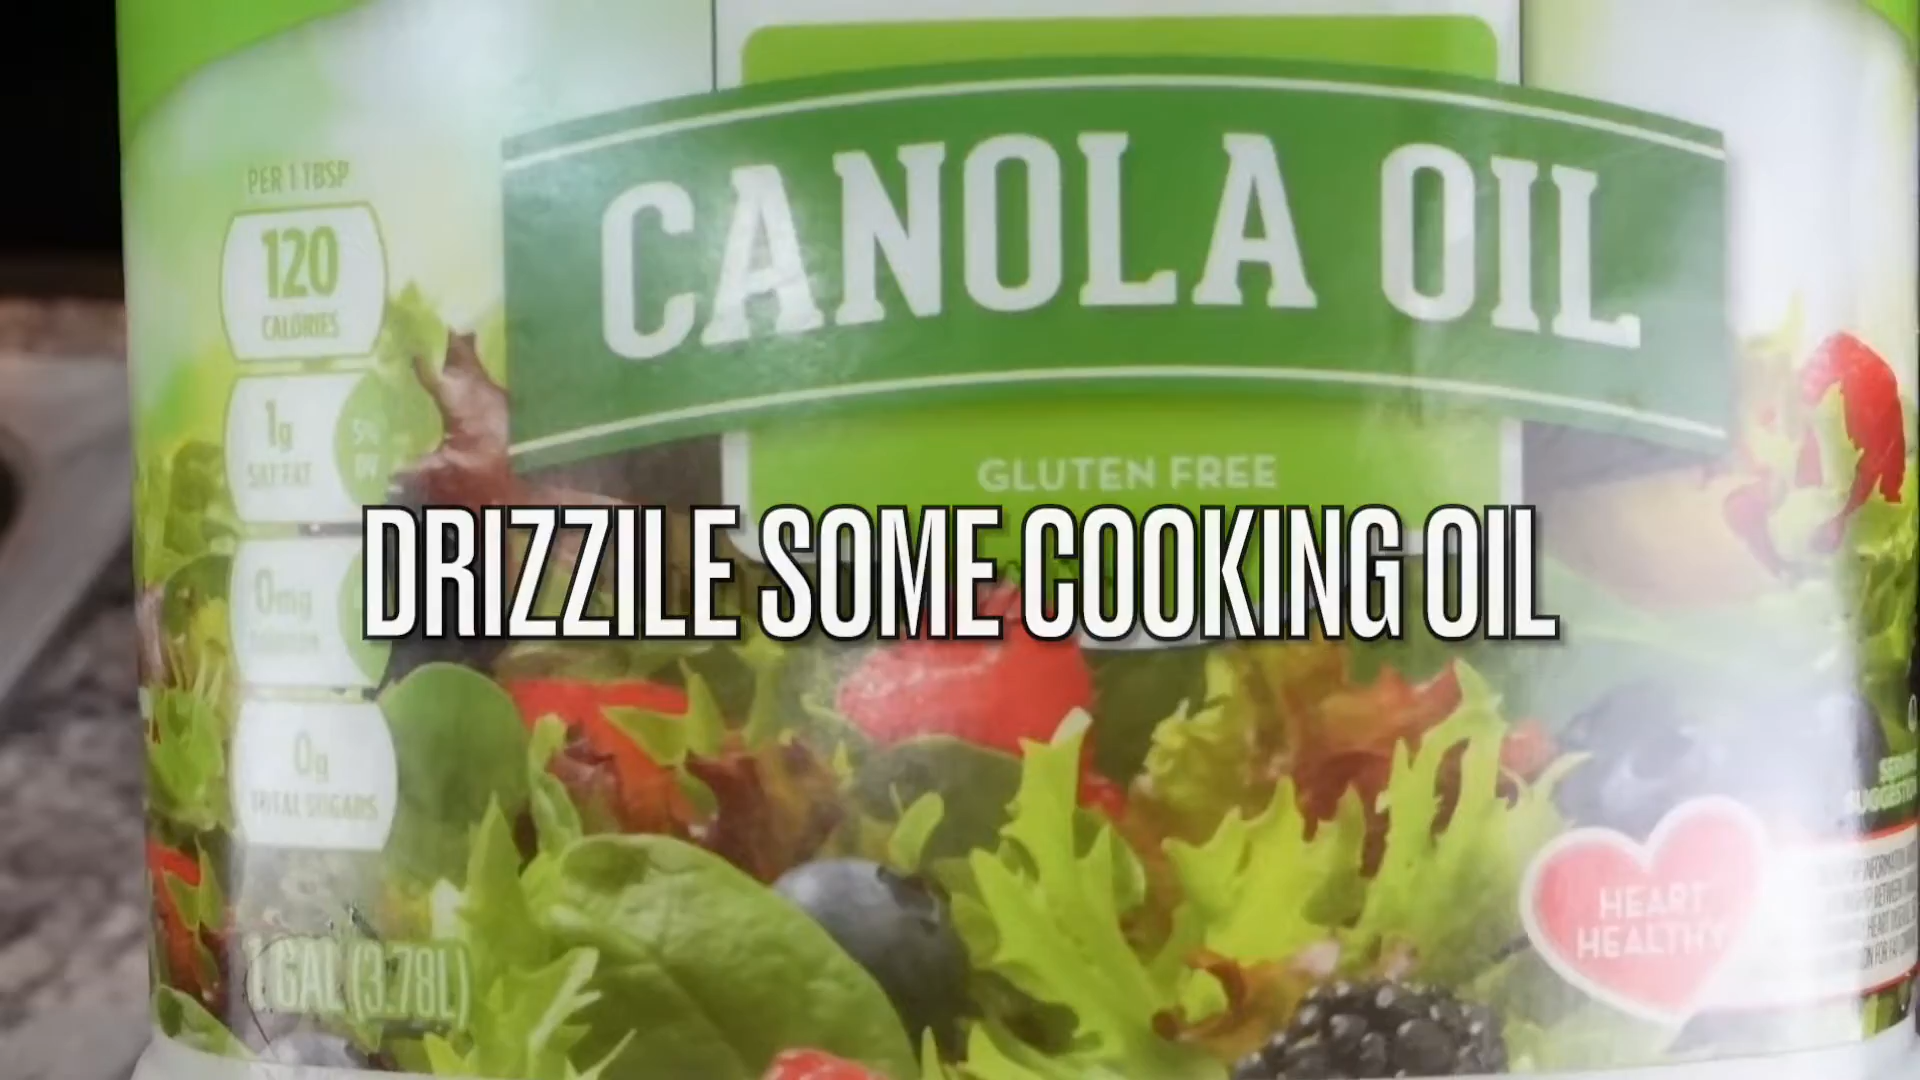 PER 1 TBSP
120
CALORIES
1g
SAT FAT
5%
DV
0mg
0g
TOTAL SUGARS
1 GAL (3.78L)
CANOLA OIL
GLUTEN FREE
DRIZZILE SOME COOKING OIL
HEART
HEALTHY